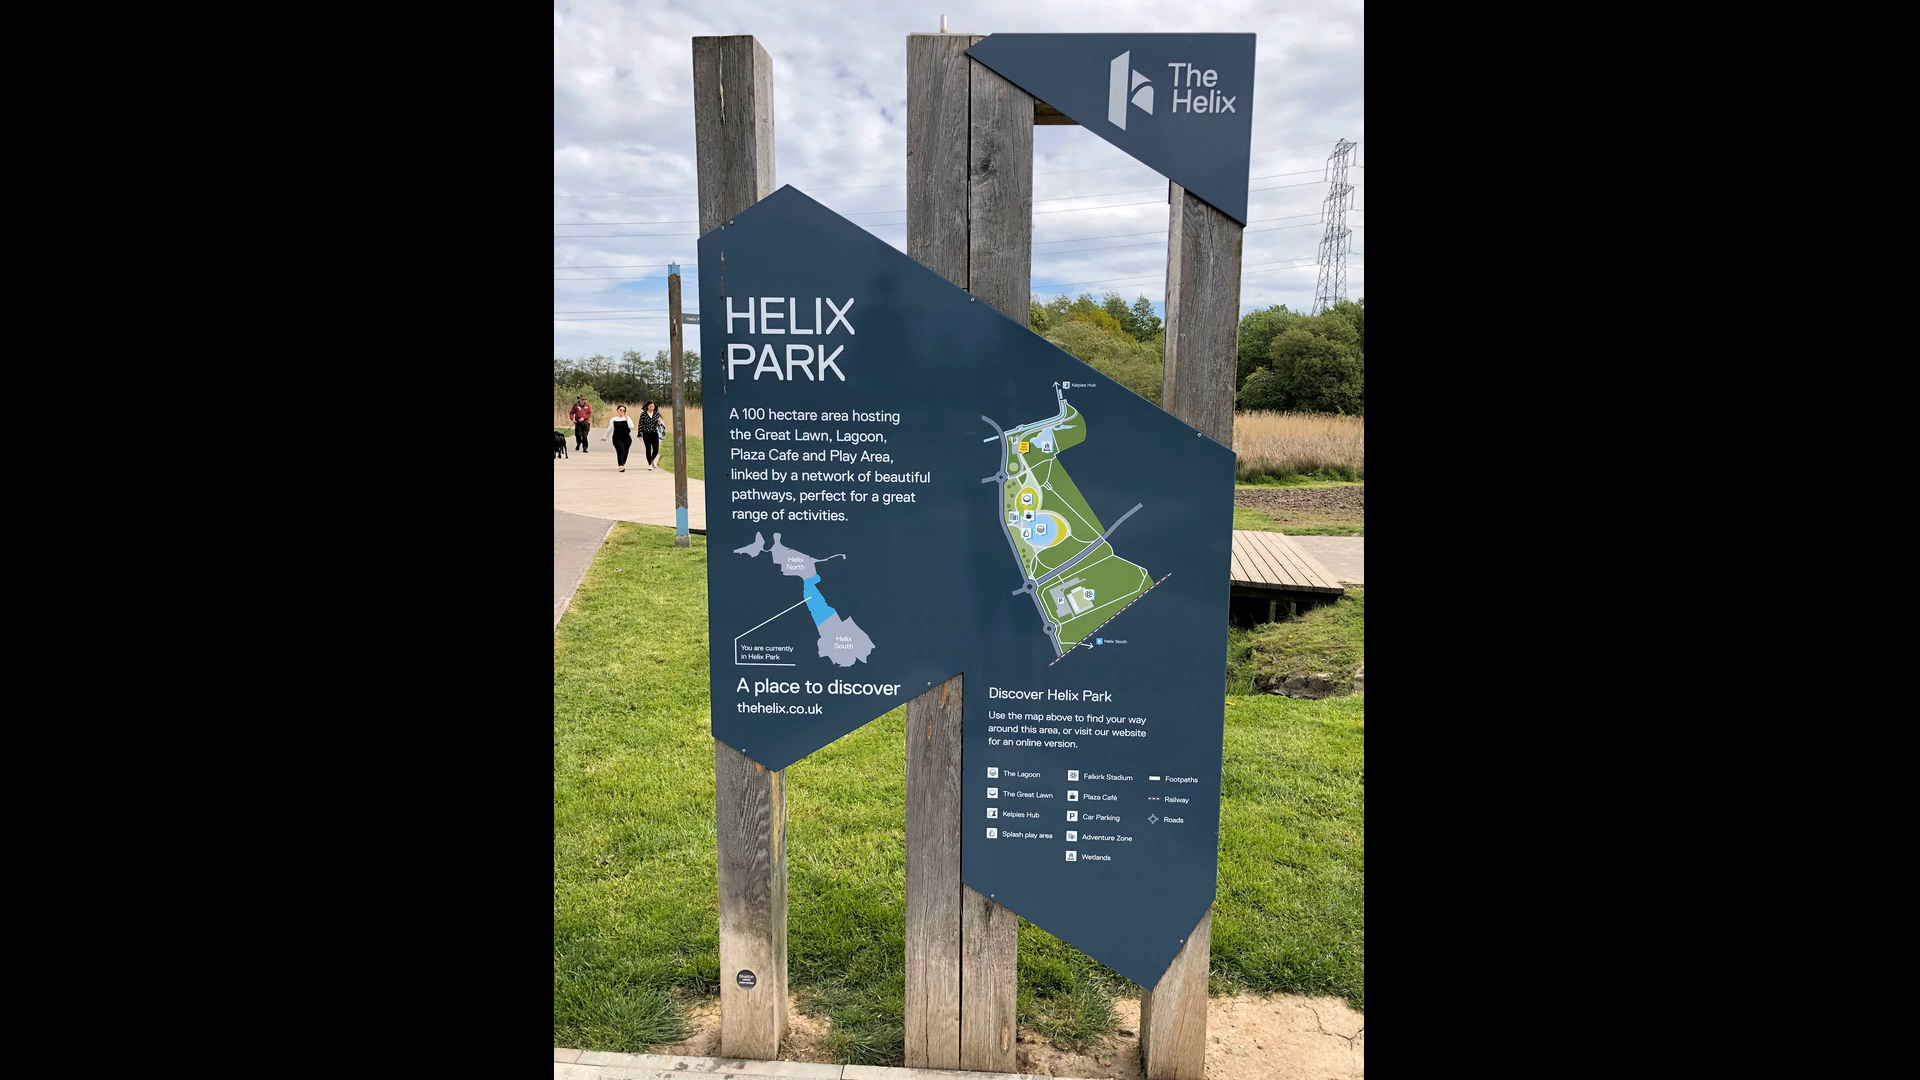 The
Helix
HELIX
PARK
A 100 hectare area hosting
the Great Lawn, Lagoon,
Plaza Cafe and Play Area,
linked by a network of beautiful
pathways, perfect for a great
range of activities.
Helix
North
Helix
South
You are currently
in Helix Park
A place to discover
thehelix.co.uk
Kelpies Hub
P
P
Helix South
Discover Helix Park
Use the map above to find your way
around this area, or visit our website
for an online version.
The Lagoon
The Great Lawn
Kelpies Hub
Splash play area
Falkirk Stadium
Plaza Café
P Car Parking
Adventure Zone
Wetlands
Footpaths
Railway
Roads